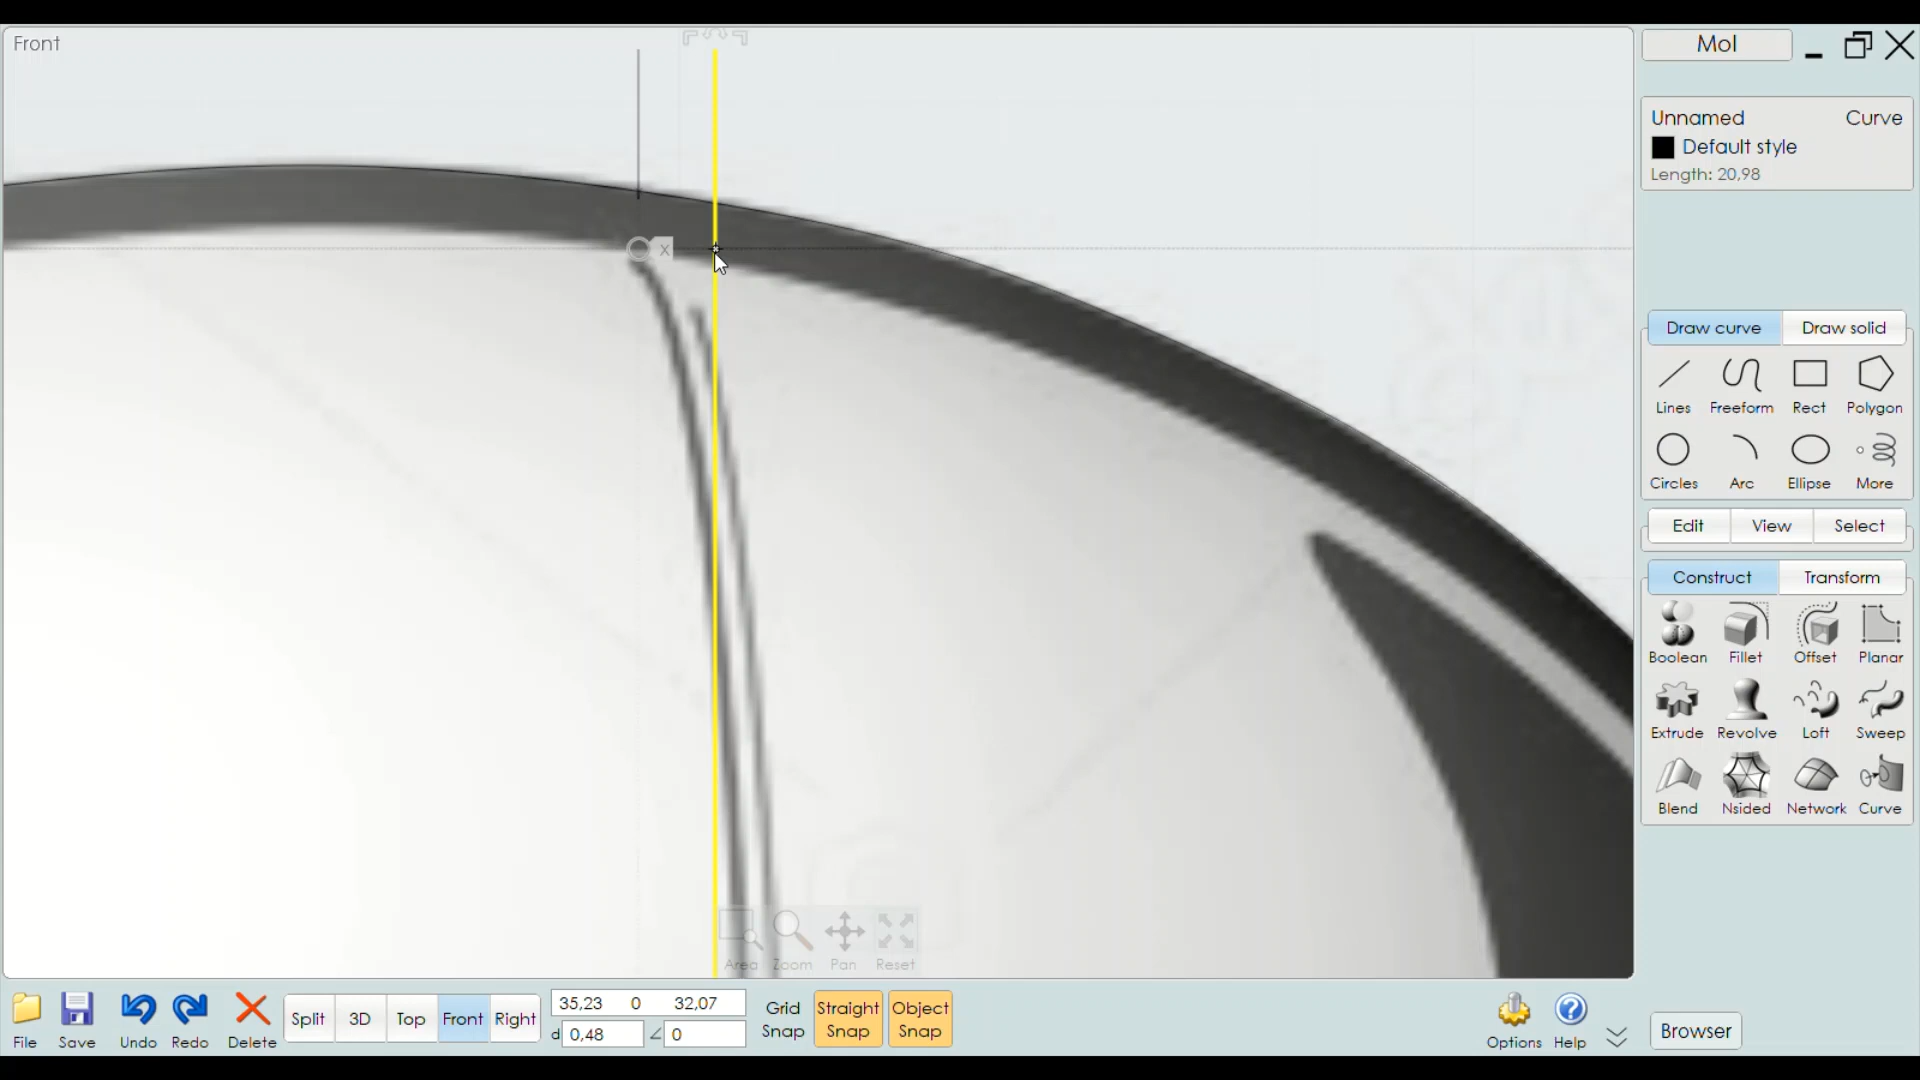 Front
MoI
Unnamed Curve
Default style
Length: 20,98
Draw curve Draw solid
Lines Freeform Rect Polygon
Circles Arc Ellipse More
Edit View Select
Construct Transform
Boolean Fillet Offset Planar
Extrude Revolve Loft Sweep
Blend Nsided Network Curve
x
Area Zoom Pan Reset
File Save Undo Redo Delete
Split 3D Top Front Right
35,23 0 32,07
d 0,48 ∠ 0
Grid Snap
Straight Snap
Object Snap
Options Help
Browser